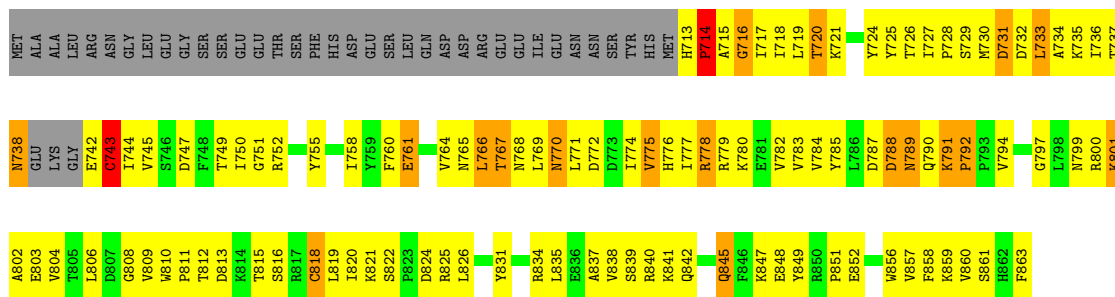 MET ALA ALA ALA LEU ARG ASN GLY LEU GLU GLY SER SER GLU GLU THR SER PHE HIS ASP GLU SER LEU GLN ASP ASP ARG GLU GLU ILE GLU ASN ASN SER TYR HIS MET H713 P714 A715 G716 I717 I718 L719 T720 K721 Y724 Y725 T726 I727 P728 S729 M730 D731 D732 L733 A734 K735 I736 T737
N738 GLU LYS GLY E742 C743 I744 V745 S746 D747 F748 T749 I750 G751 R752 Y755 I758 Y759 F760 E761 V764 N765 L766 T767 N768 L769 N770 L771 D772 D773 I774 V775 H776 I777 R778 R779 K780 E781 V782 V783 V784 Y785 L786 D787 D788 N789 Q790 K791 P792 P793 V794 G797 L798 N799 R800 K801
A802 E803 V804 T805 L806 D807 G808 V809 W810 P811 T812 D813 K814 T815 S816 R817 C818 L819 I820 K821 S822 P823 D824 R825 L826 Y831 R834 L835 E836 A837 V838 S839 R840 K841 Q842 Q845 F846 K847 E848 Y849 R850 P851 E852 W856 V857 F858 K859 V860 S861 H862 F863